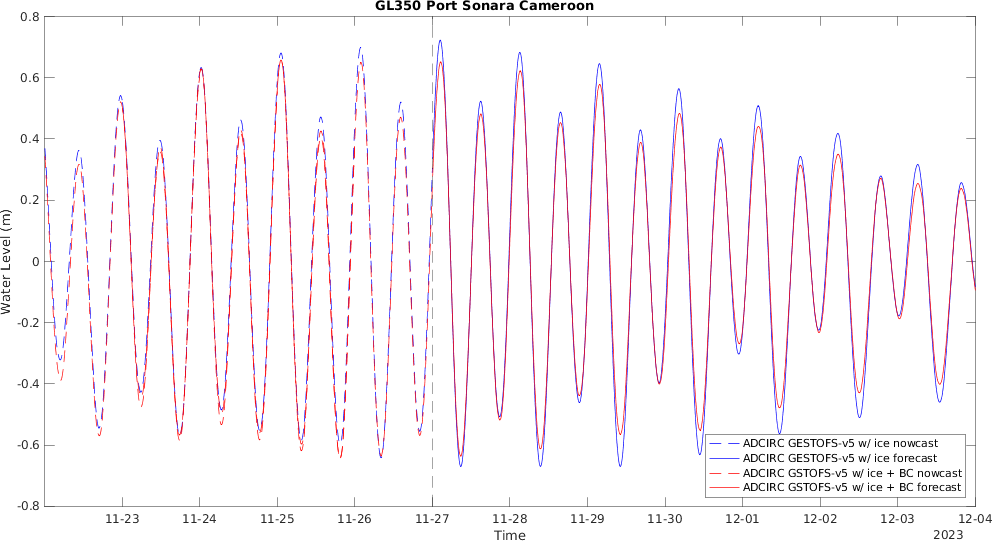 GL350 Port Sonara Cameroon
0.8
0.6
0.4
0.2
0
-0.2
-0.4
-0.6
-0.8
Water Level (m)
ADCIRC GESTOFS-v5 w/ ice nowcast
ADCIRC GESTOFS-v5 w/ ice forecast
ADCIRC GSTOFS-v5 w/ ice + BC nowcast
ADCIRC GSTOFS-v5 w/ ice + BC forecast
11-23 11-24 11-25 11-26 11-27 11-28 11-29 11-30 12-01 12-02 12-03 12-04
Time
2023